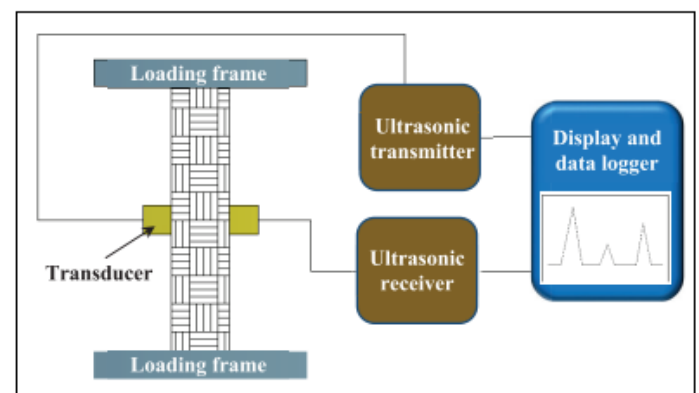 Loading frame
Ultrasonic
transmitter
Display and
data logger
Transducer
Ultrasonic
receiver
Loading frame